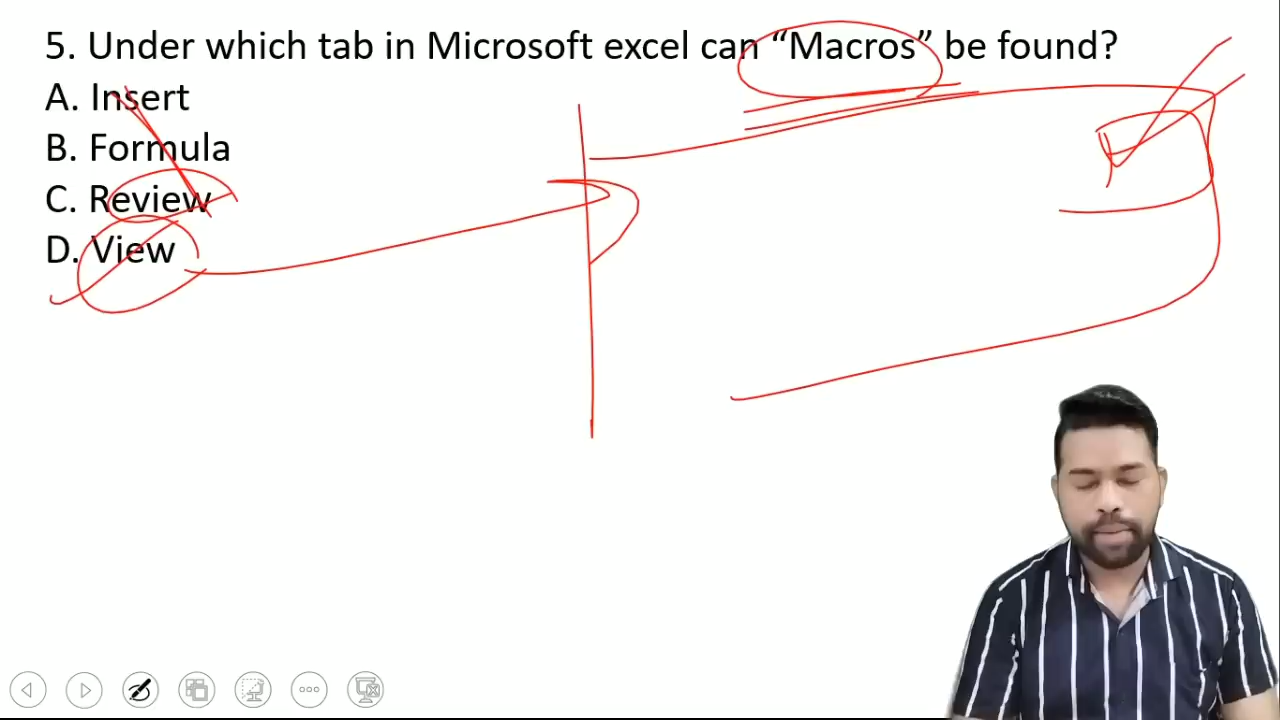 5. Under which tab in Microsoft excel can “Macros” be found?
A. Insert
B. Formula
C. Review
D. View